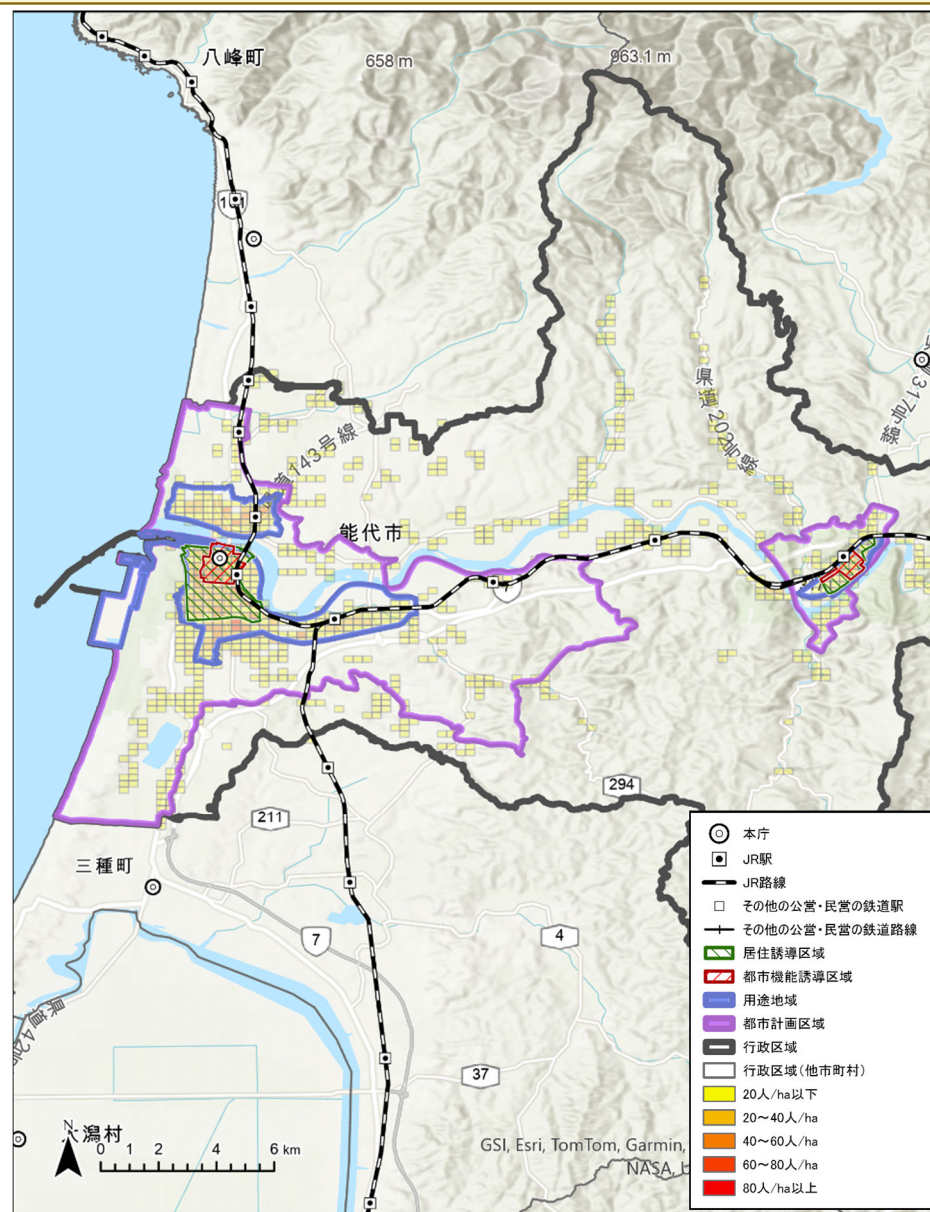 八峰町
658 m
963.1 m
101
県道317号線
県道202号線
県道143号線
能代市
7
294
211
三種町
7
4
県道42号
37
大潟村
N
0 1 2 4 6 km
GSI, Esri, TomTom, Garmin,
NASA,
本庁
JR駅
JR路線
その他の公営・民営の鉄道駅
その他の公営・民営の鉄道路線
居住誘導区域
都市機能誘導区域
用途地域
都市計画区域
行政区域
行政区域(他市町村)
20人/ha以下
20~40人/ha
40~60人/ha
60~80人/ha
80人/ha以上